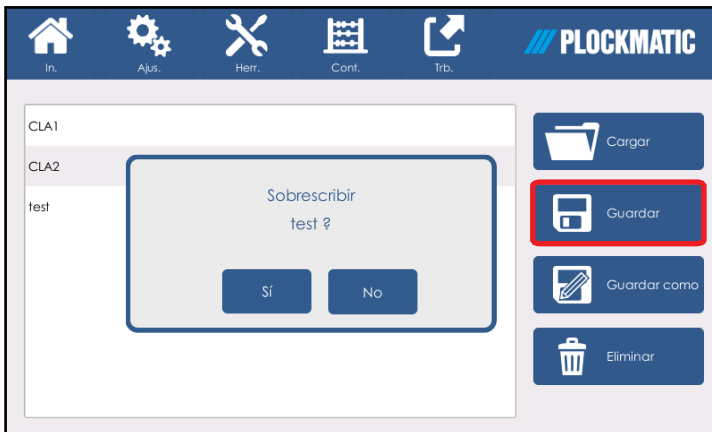 In.
Ajus.
Herr.
Cont.
Trb.
PLOCKMATIC
CLA1
CLA2
test
Sobrescribir
test ?
Sí
No
Cargar
Guardar
Guardar como
Eliminar